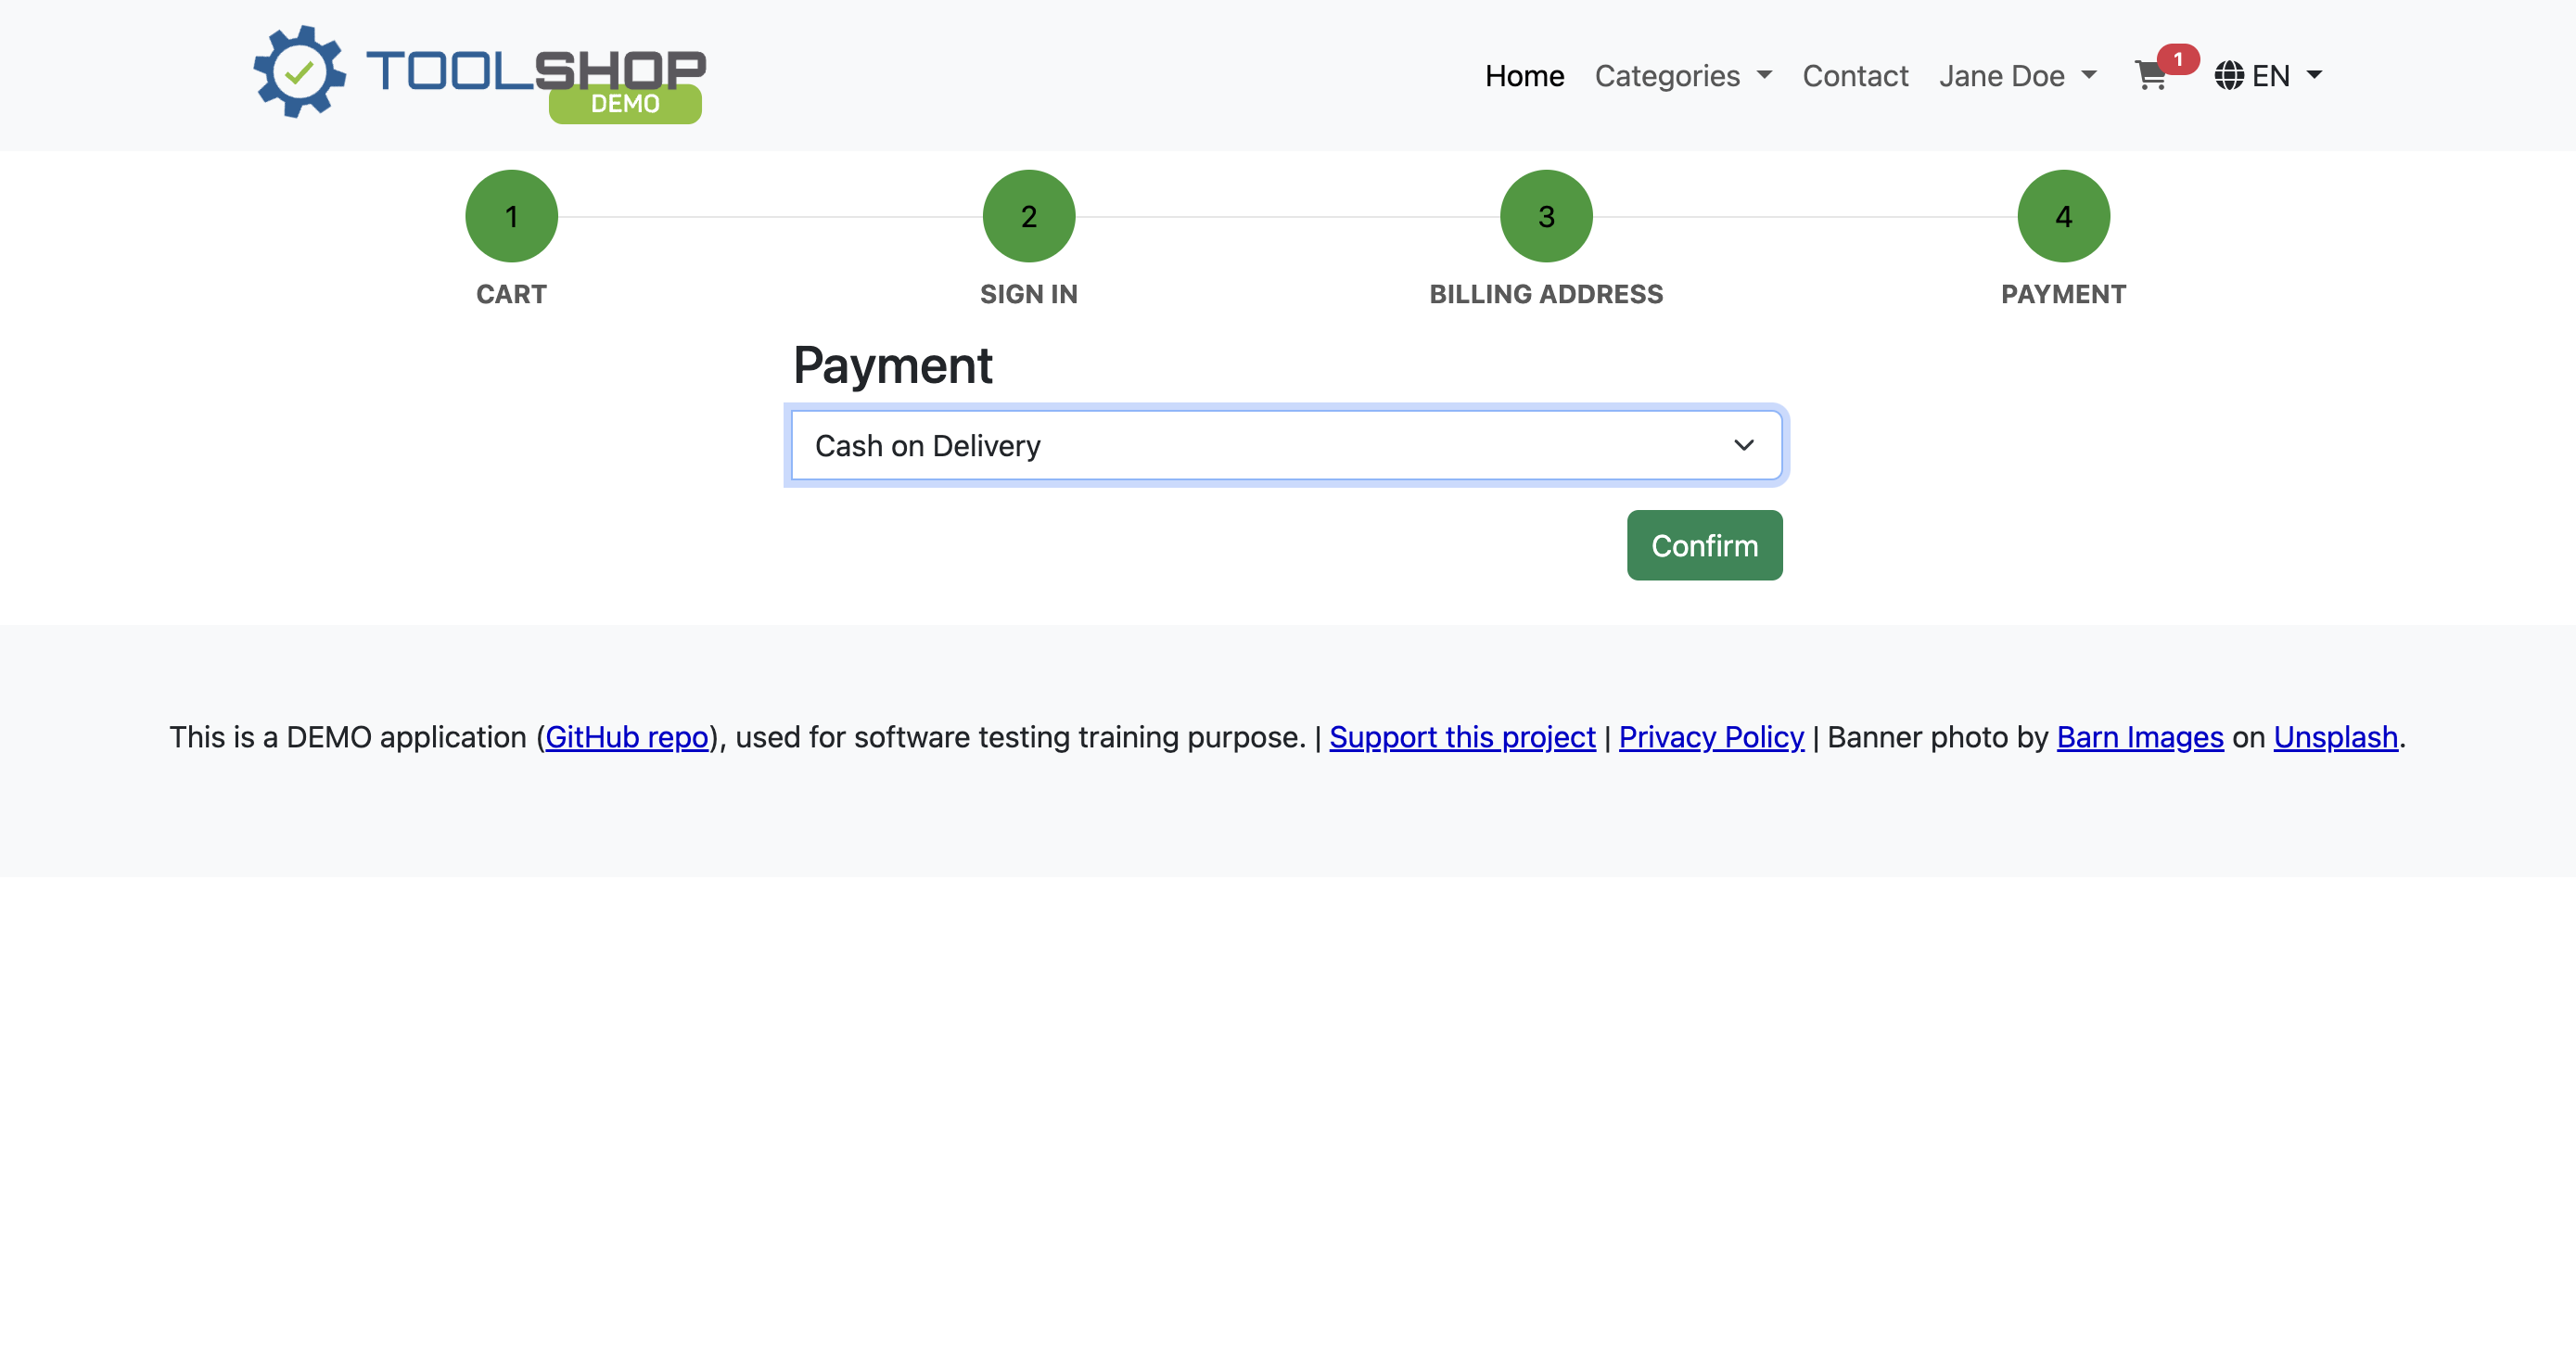 TOOLSHOP
DEMO
Home Categories Contact Jane Doe 1 EN
1 2 3 4
CART SIGN IN BILLING ADDRESS PAYMENT
Payment
Cash on Delivery
Confirm
This is a DEMO application (GitHub repo), used for software testing training purpose. | Support this project | Privacy Policy | Banner photo by Barn Images on Unsplash.